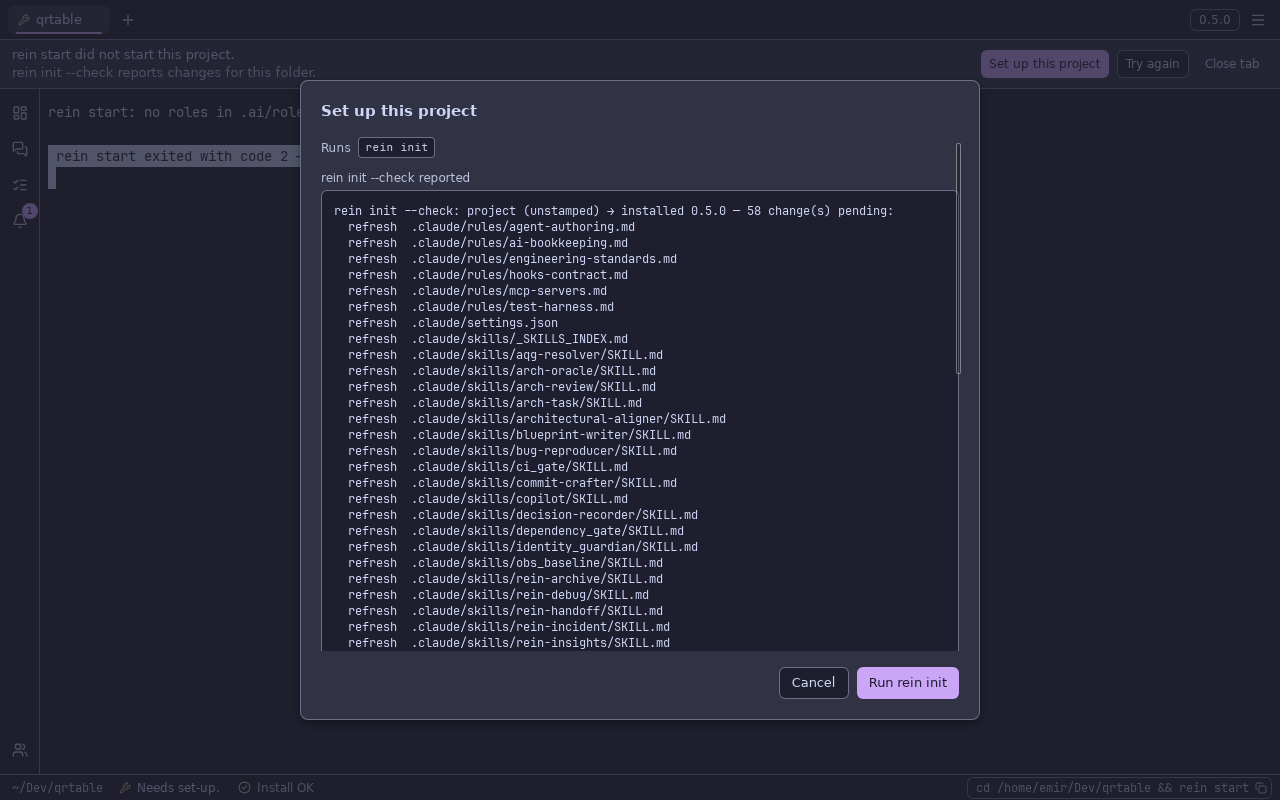 qrtable
0.5.0
rein start did not start this project.
rein init --check reports changes for this folder.
Set up this project
Try again
Close tab
rein start: no roles in .ai/role
rein start exited with code 2
1
Set up this project
Runs rein init
rein init --check reported
rein init --check: project (unstamped) → installed 0.5.0 — 58 change(s) pending:
refresh .claude/rules/agent-authoring.md
refresh .claude/rules/ai-bookkeeping.md
refresh .claude/rules/engineering-standards.md
refresh .claude/rules/hooks-contract.md
refresh .claude/rules/mcp-servers.md
refresh .claude/rules/test-harness.md
refresh .claude/settings.json
refresh .claude/skills/_SKILLS_INDEX.md
refresh .claude/skills/aqg-resolver/SKILL.md
refresh .claude/skills/arch-oracle/SKILL.md
refresh .claude/skills/arch-review/SKILL.md
refresh .claude/skills/arch-task/SKILL.md
refresh .claude/skills/architectural-aligner/SKILL.md
refresh .claude/skills/blueprint-writer/SKILL.md
refresh .claude/skills/bug-reproducer/SKILL.md
refresh .claude/skills/ci_gate/SKILL.md
refresh .claude/skills/commit-crafter/SKILL.md
refresh .claude/skills/copilot/SKILL.md
refresh .claude/skills/decision-recorder/SKILL.md
refresh .claude/skills/dependency_gate/SKILL.md
refresh .claude/skills/identity_guardian/SKILL.md
refresh .claude/skills/obs_baseline/SKILL.md
refresh .claude/skills/rein-archive/SKILL.md
refresh .claude/skills/rein-debug/SKILL.md
refresh .claude/skills/rein-handoff/SKILL.md
refresh .claude/skills/rein-incident/SKILL.md
refresh .claude/skills/rein-insights/SKILL.md
Cancel
Run rein init
~/Dev/qrtable
Needs set-up.
Install OK
cd /home/emir/Dev/qrtable && rein start